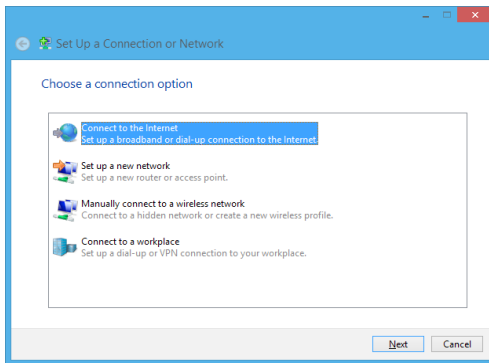 Set Up a Connection or Network
Choose a connection option
Connect to the Internet
Set up a broadband or dial-up connection to the Internet.
Set up a new network
Set up a new router or access point.
Manually connect to a wireless network
Connect to a hidden network or create a new wireless profile.
Connect to a workplace
Set up a dial-up or VPN connection to your workplace.
Next Cancel